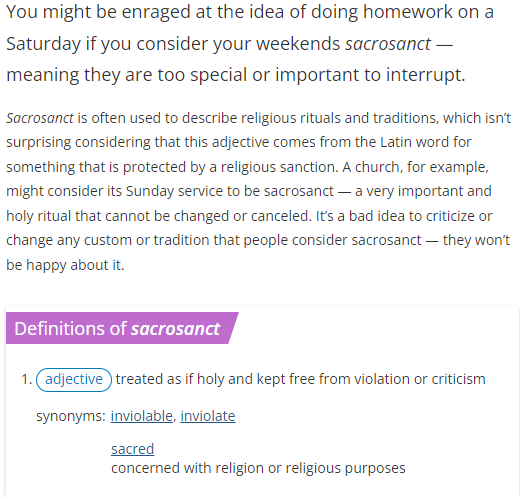 You might be enraged at the idea of doing homework on a
Saturday if you consider your weekends sacrosanct —
meaning they are too special or important to interrupt.
Sacrosanct is often used to describe religious rituals and traditions, which isn’t
surprising considering that this adjective comes from the Latin word for
something that is protected by a religious sanction. A church, for example,
might consider its Sunday service to be sacrosanct — a very important and
holy ritual that cannot be changed or canceled. It’s a bad idea to criticize or
change any custom or tradition that people consider sacrosanct — they won’t
be happy about it.
Definitions of sacrosanct
1. adjective treated as if holy and kept free from violation or criticism
synonyms: inviolable, inviolate
sacred
concerned with religion or religious purposes